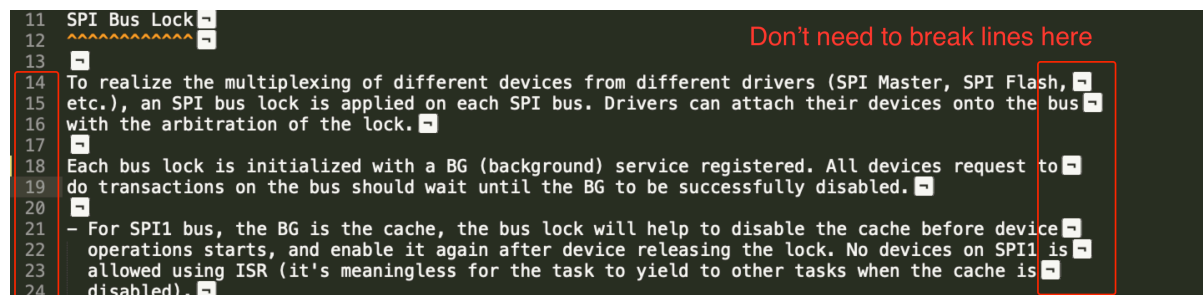 11 SPI Bus Lock¬
12 ^^^^^^^^^^^^¬
Don't need to break lines here
13 ¬
14 To realize the multiplexing of different devices from different drivers (SPI Master, SPI Flash,¬
15 etc.), an SPI bus lock is applied on each SPI bus. Drivers can attach their devices onto the bus¬
16 with the arbitration of the lock.¬
17 ¬
18 Each bus lock is initialized with a BG (background) service registered. All devices request to¬
19 do transactions on the bus should wait until the BG to be successfully disabled.¬
20 ¬
21 – For SPI1 bus, the BG is the cache, the bus lock will help to disable the cache before device¬
22 operations starts, and enable it again after device releasing the lock. No devices on SPI1 is¬
23 allowed using ISR (it's meaningless for the task to yield to other tasks when the cache is¬
24 disabled).¬